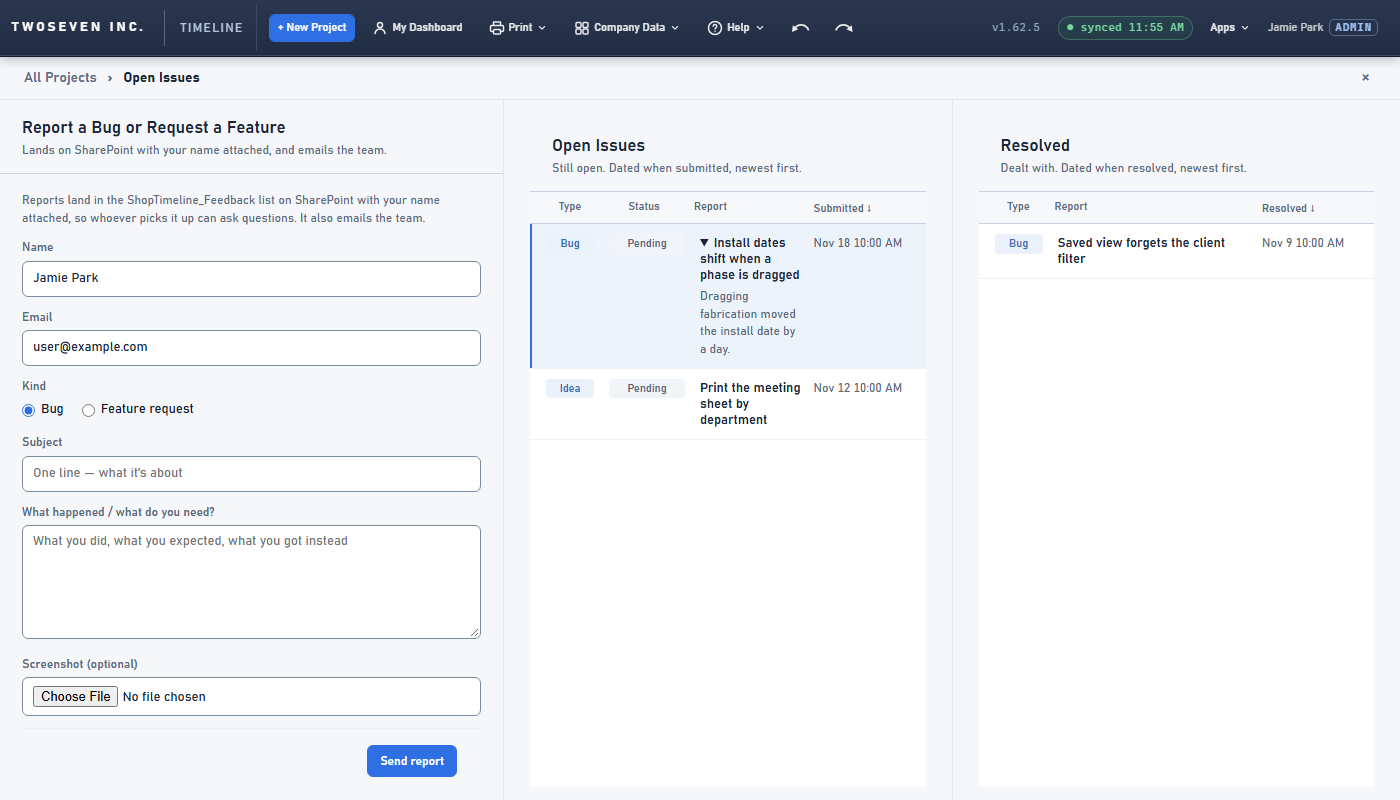 TWOSEVEN INC.
TIMELINE
+ New Project
My Dashboard
Print
Company Data
Help
v1.62.5
synced 11:55 AM
Apps
Jamie Park ADMIN
All Projects › Open Issues
×
Report a Bug or Request a Feature
Lands on SharePoint with your name attached, and emails the team.
Reports land in the ShopTimeline_Feedback list on SharePoint with your name
attached, so whoever picks it up can ask questions. It also emails the team.
Name
Jamie Park
Email
user@example.com
Kind
Bug
Feature request
Subject
One line — what it's about
What happened / what do you need?
What you did, what you expected, what you got instead
Screenshot (optional)
Choose File No file chosen
Send report
Open Issues
Still open. Dated when submitted, newest first.
Type Status Report Submitted ↓
Bug Pending ▼ Install dates Nov 18 10:00 AM
shift when a
phase is dragged
Dragging
fabrication moved
the install date by
a day.
Idea Pending Print the meeting Nov 12 10:00 AM
sheet by
department
Resolved
Dealt with. Dated when resolved, newest first.
Type Report Resolved ↓
Bug Saved view forgets the client Nov 9 10:00 AM
filter